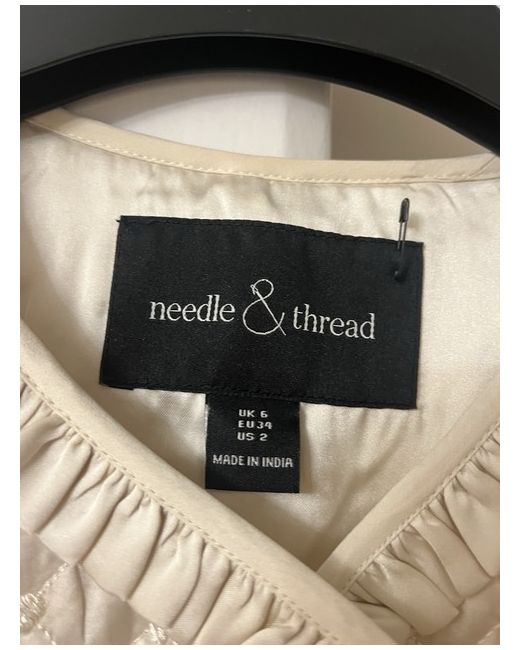 needle & thread
UK 6
EU 34
US 2
MADE IN INDIA